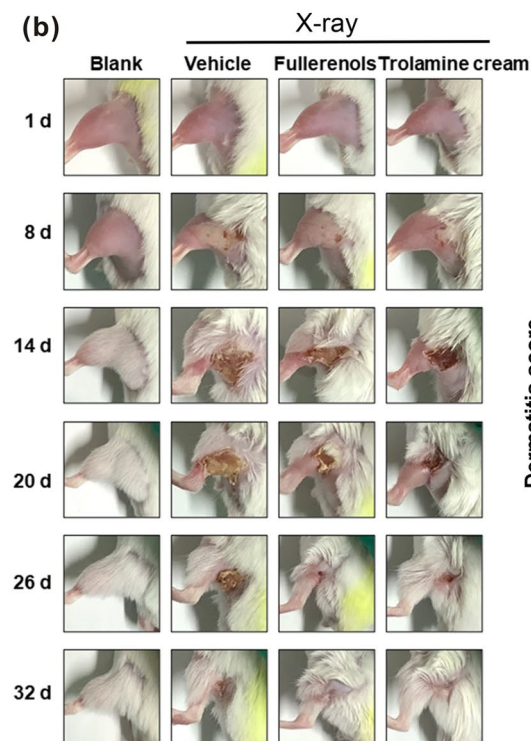 (b)
X-ray
Blank Vehicle Fullerenols Trolamine cream
1 d
8 d
14 d
20 d
26 d
32 d